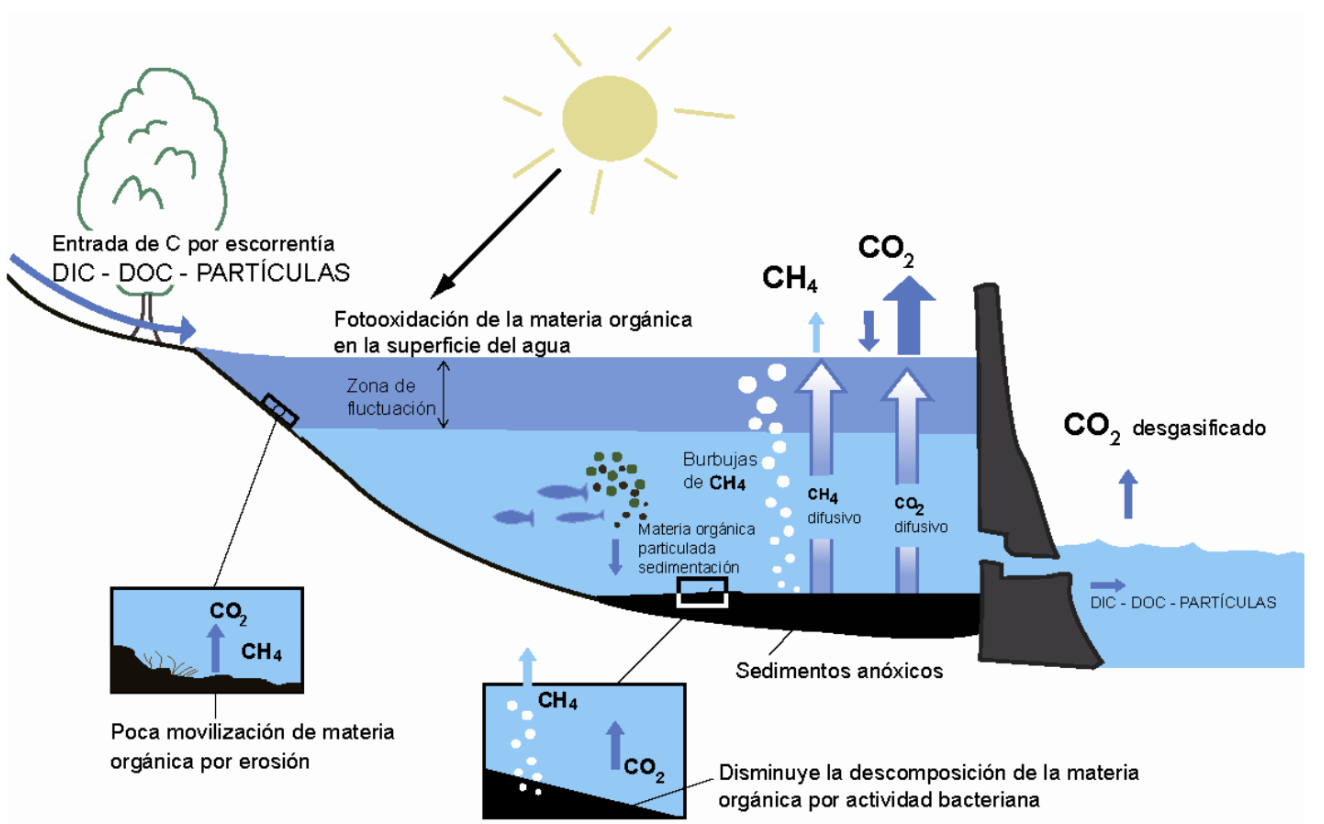 Entrada de C por escorrentía
DIC - DOC - PARTÍCULAS
Fotooxidación de la materia orgánica
en la superficie del agua
CH4
CO2
Zona de
fluctuación
CO2 desgasificado
Burbujas
de CH4
CH4
difusivo
CO2
difusivo
Materia orgánica
particulada
sedimentación
DIC - DOC - PARTÍCULAS
Sedimentos anóxicos
CO2
CH4
Poca movilización de materia
orgánica por erosión
CH4
CO2
Disminuye la descomposición de la materia
orgánica por actividad bacteriana